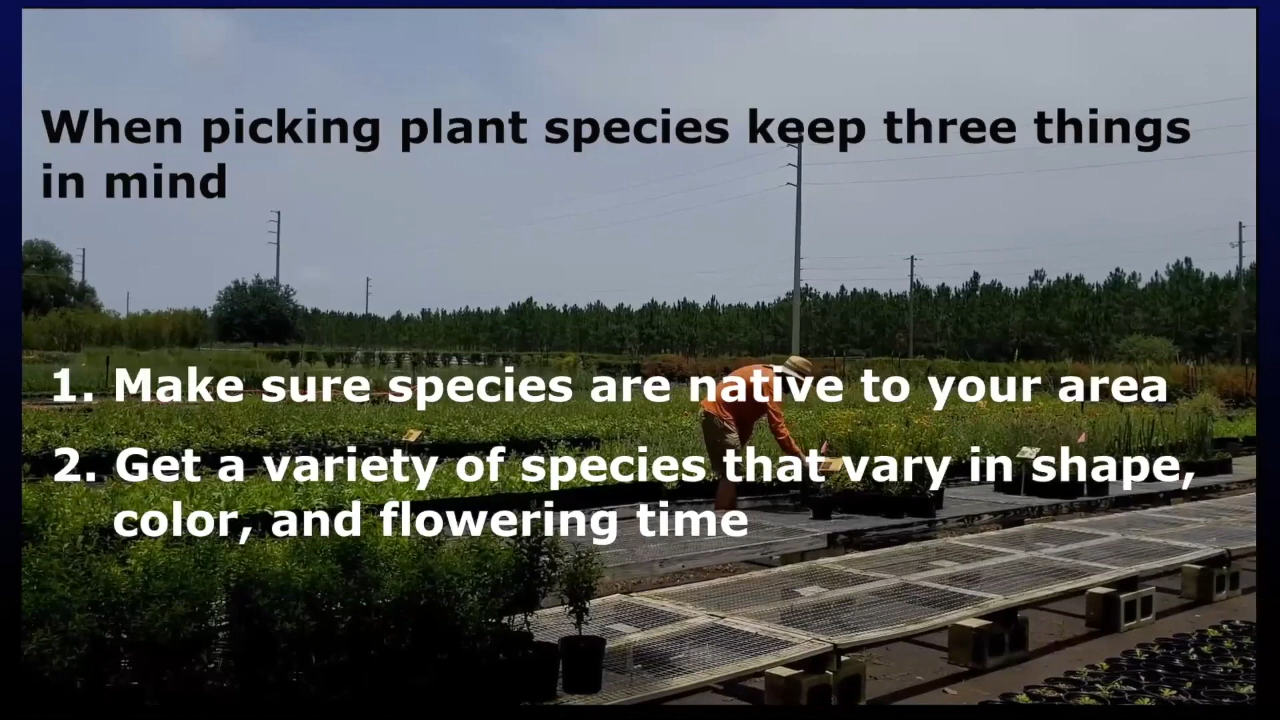 When picking plant species keep three things
in mind
1. Make sure species are native to your area
2. Get a variety of species that vary in shape,
color, and flowering time